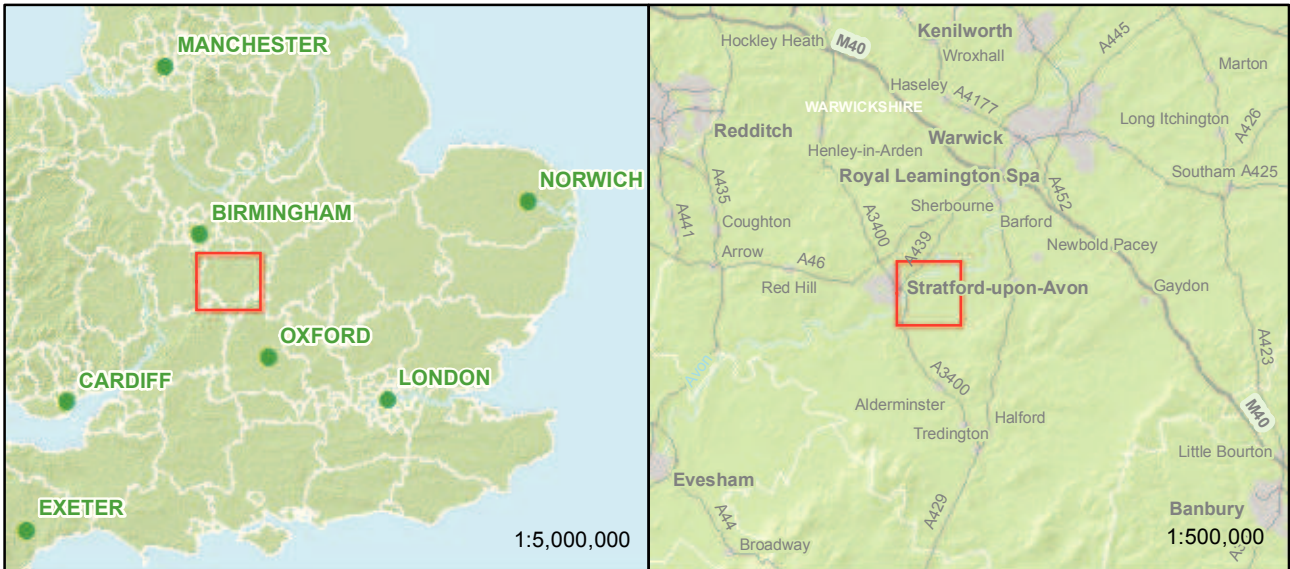 MANCHESTER
NORWICH
BIRMINGHAM
OXFORD
CARDIFF
LONDON
EXETER
1:5,000,000
Hockley Heath
M40
Kenilworth
Wroxhall
A445
Marton
Haseley
A4177
WARWICKSHIRE
Redditch
Warwick
Long Itchington
A426
Henley-in-Arden
Royal Leamington Spa
Southam
A425
A435
A441
Coughton
A3400
Sherbourne
A452
Barford
A439
Newbold Pacey
Arrow
A46
Red Hill
Stratford-upon-Avon
Gaydon
A423
Avon
A3400
Alderminster
Halford
M40
Tredington
Little Bourton
Evesham
A44
A429
Banbury
Broadway
1:500,000